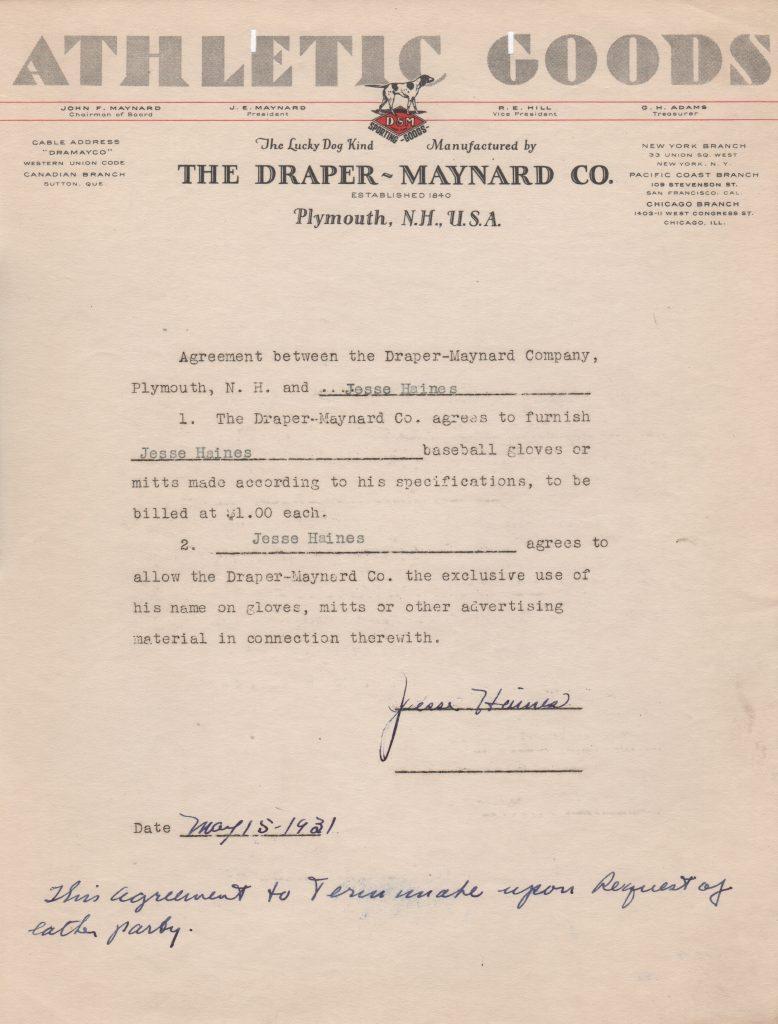 ATHLETIC GOODS
JOHN F. MAYNARD
Chairman of Board
J. E. MAYNARD
President
R. E. HILL
Vice President
G. H. ADAMS
Treasurer
D&M
SPORTING-GOODS
CABLE ADDRESS
"DRAMAYCO"
WESTERN UNION CODE
CANADIAN BRANCH
SUTTON, QUE.
The Lucky Dog Kind Manufactured by
THE DRAPER~MAYNARD CO.
ESTABLISHED 1840
Plymouth, N.H., U.S.A.
NEW YORK BRANCH
33 UNION SQ. WEST
NEW YORK, N. Y.
PACIFIC COAST BRANCH
109 STEVENSON ST.
SAN FRANCISCO, CAL.
CHICAGO BRANCH
1403-11 WEST CONGRESS ST.
CHICAGO, ILL.
Agreement between the Draper-Maynard Company,
Plymouth, N. H. and ...Jesse Haines
1. The Draper-Maynard Co. agrees to furnish
Jesse Haines baseball gloves or
mitts made according to his specifications, to be
billed at $1.00 each.
2. Jesse Haines agrees to
allow the Draper-Maynard Co. the exclusive use of
his name on gloves, mitts or other advertising
material in connection therewith.
Jesse Haines
Date May 15-1931
This agreement to Terminate upon Request of
eather party.